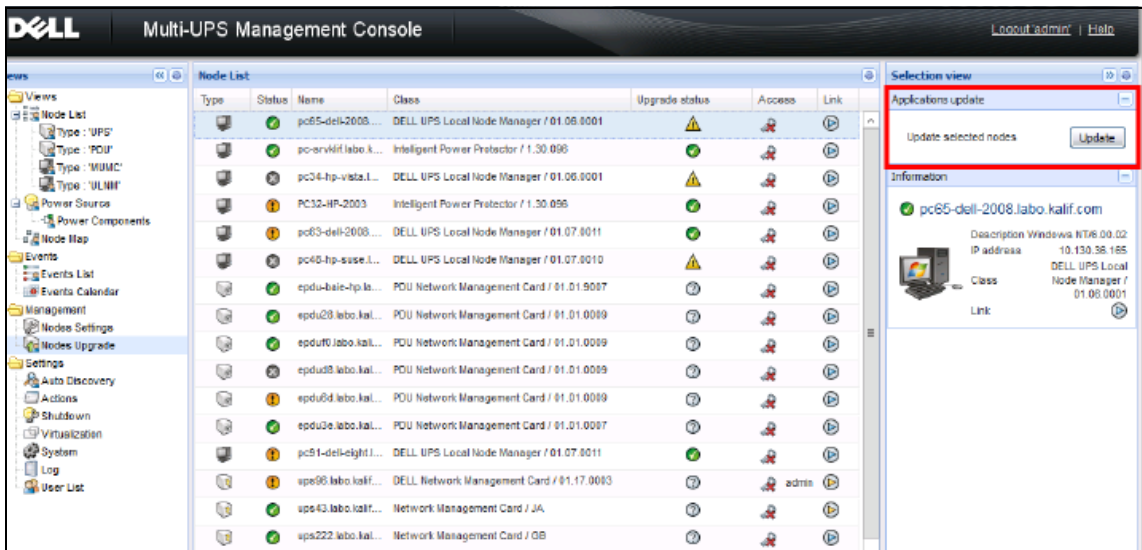 DELL Multi-UPS Management Console Logout 'admin' | Help
ews
Views
Node List
Type : 'UPS'
Type : 'PDU'
Type : 'MUMC'
Type : 'ULNM'
Power Source
Power Components
Node Map
Events
Events List
Events Calendar
Management
Nodes Settings
Nodes Upgrade
Settings
Auto Discovery
Actions
Shutdown
Virtualization
System
Log
User List
Node List
Type Status Name Class Upgrade status Access Link
pc65-dell-2008.... DELL UPS Local Node Manager / 01.06.0001
pc-srvklif.labo.k... Intelligent Power Protector / 1.30.096
pc34-hp-vista.l... DELL UPS Local Node Manager / 01.06.0001
PC32-HP-2003 Intelligent Power Protector / 1.30.096
pc63-dell-2008.... DELL UPS Local Node Manager / 01.07.0011
pc48-hp-suse.l... DELL UPS Local Node Manager / 01.07.0010
epdu-baie-hp.la... PDU Network Management Card / 01.01.9007
epdu28.labo.kal... PDU Network Management Card / 01.01.0009
epduf0.labo.kali... PDU Network Management Card / 01.01.0009
epdud8.labo.kal... PDU Network Management Card / 01.01.0009
epdu6d.labo.kal... PDU Network Management Card / 01.01.0009
epdu3e.labo.kal... PDU Network Management Card / 01.01.0007
pc91-dell-eight.l... DELL UPS Local Node Manager / 01.07.0011
ups96.labo.kalif... DELL Network Management Card / 01.17.0003 admin
ups43.labo.kalif... Network Management Card / JA
ups222.labo.kal... Network Management Card / GB
Selection view
Applications update
Update selected nodes Update
Information
pc65-dell-2008.labo.kalif.com
Description Windows NT/6.00.02
IP address 10.130.36.165
Class DELL UPS Local
Node Manager /
01.06.0001
Link